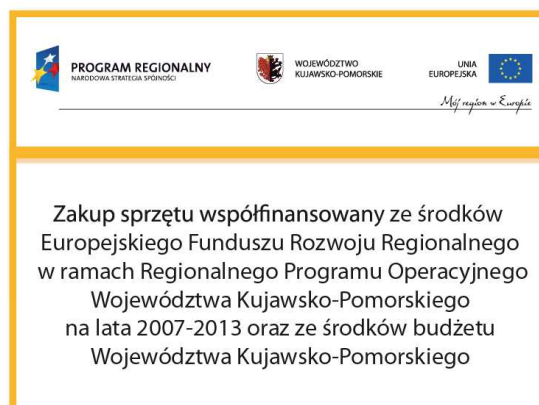 PROGRAM REGIONALNY
NARODOWA STRATEGIA SPÓJNOŚCI
WOJEWÓDZTWO
KUJAWSKO-POMORSKIE
UNIA
EUROPEJSKA
Mój region w Europie
Zakup sprzętu współfinansowany ze środków
Europejskiego Funduszu Rozwoju Regionalnego
w ramach Regionalnego Programu Operacyjnego
Województwa Kujawsko-Pomorskiego
na lata 2007-2013 oraz ze środków budżetu
Województwa Kujawsko-Pomorskiego